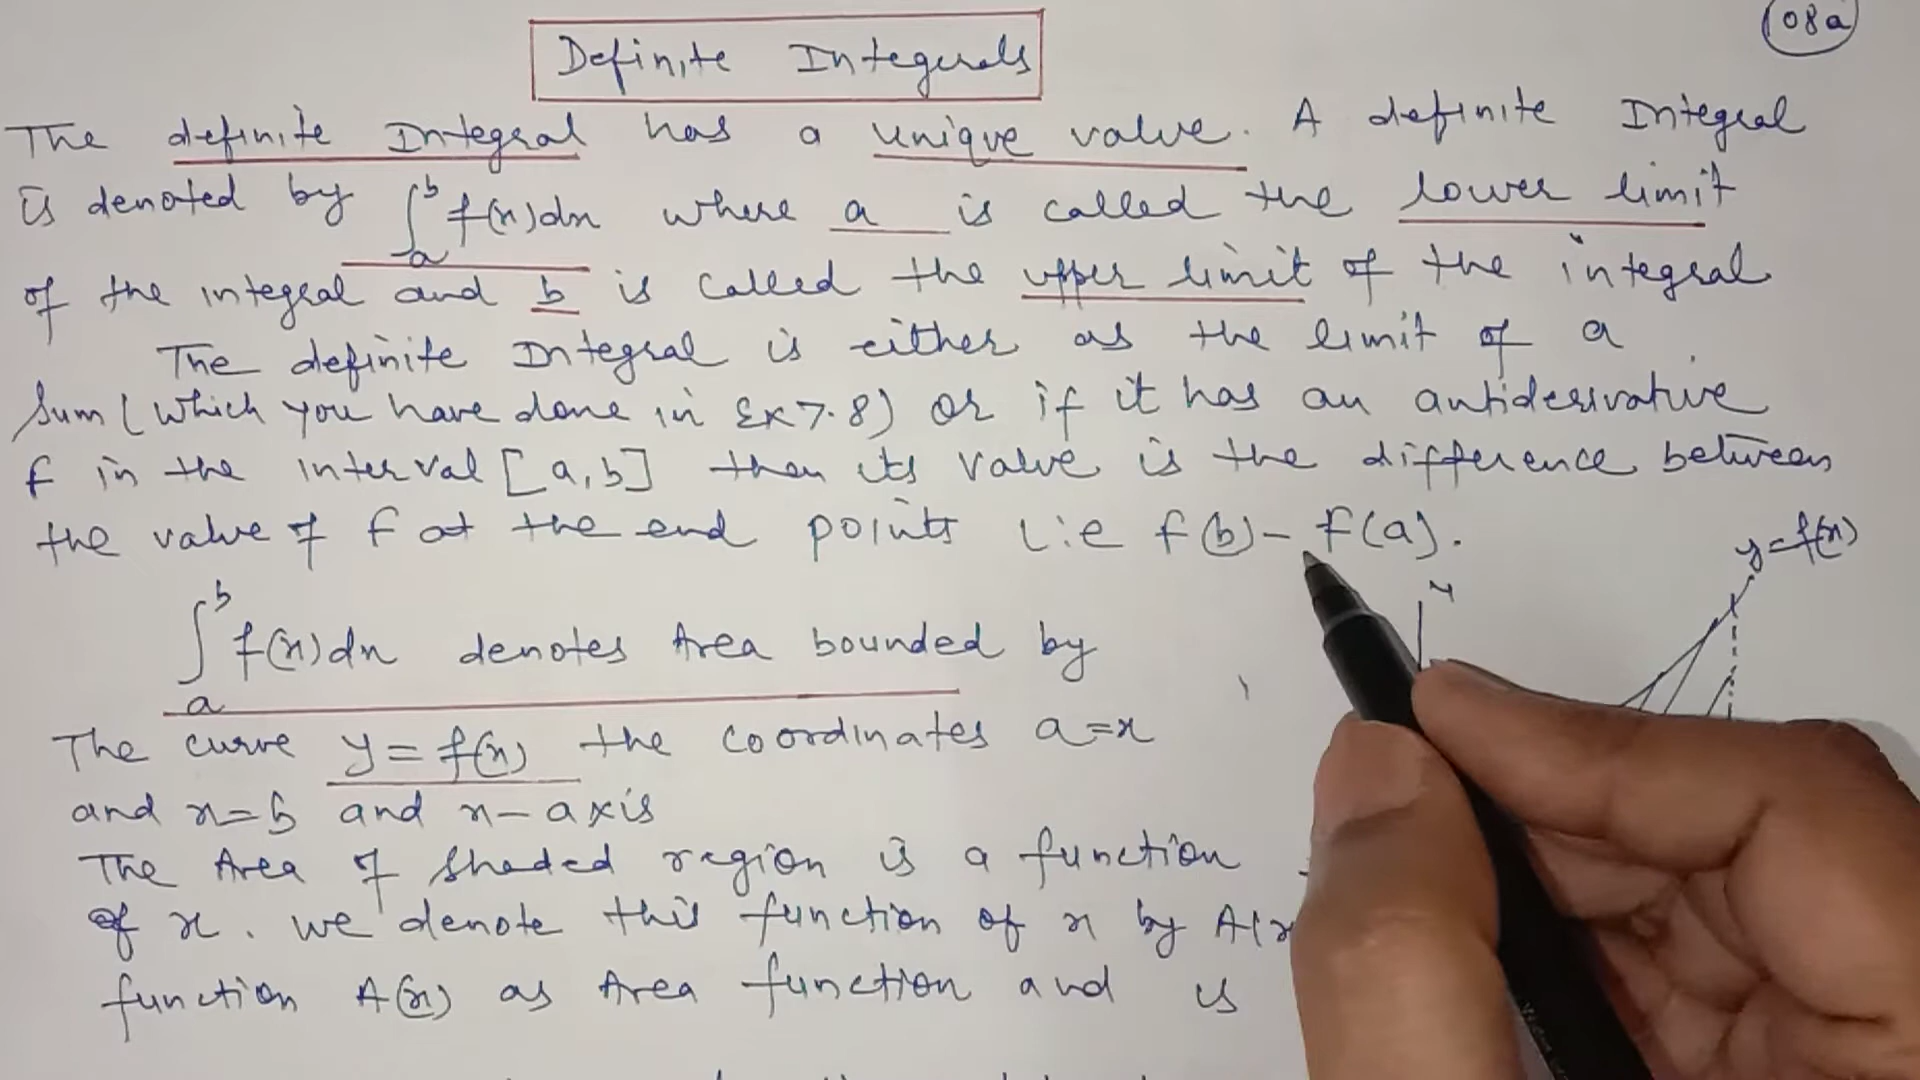 08a
Definite Integrals
The definite Integral has a unique value. A definite Integral
is denoted by ∫ₐᵇ f(x)dx where a is called the lower limit
of the integral and b is called the upper limit of the integral
The definite Integral is either as the limit of a
Sum (which you have done in Ex 7.8) or if it has an antiderivative
F in the interval [a,b] then its value is the difference between
the value of F at the end points i.e F(b) - F(a).
y = f(x)
y
∫ₐᵇ f(x)dx denotes Area bounded by
The curve y = f(x) the coordinates a = x
and x = b and x - axis
The Area of shaded region is a function
of x. we denote this function of x by A(x
function A(x) as Area function and is